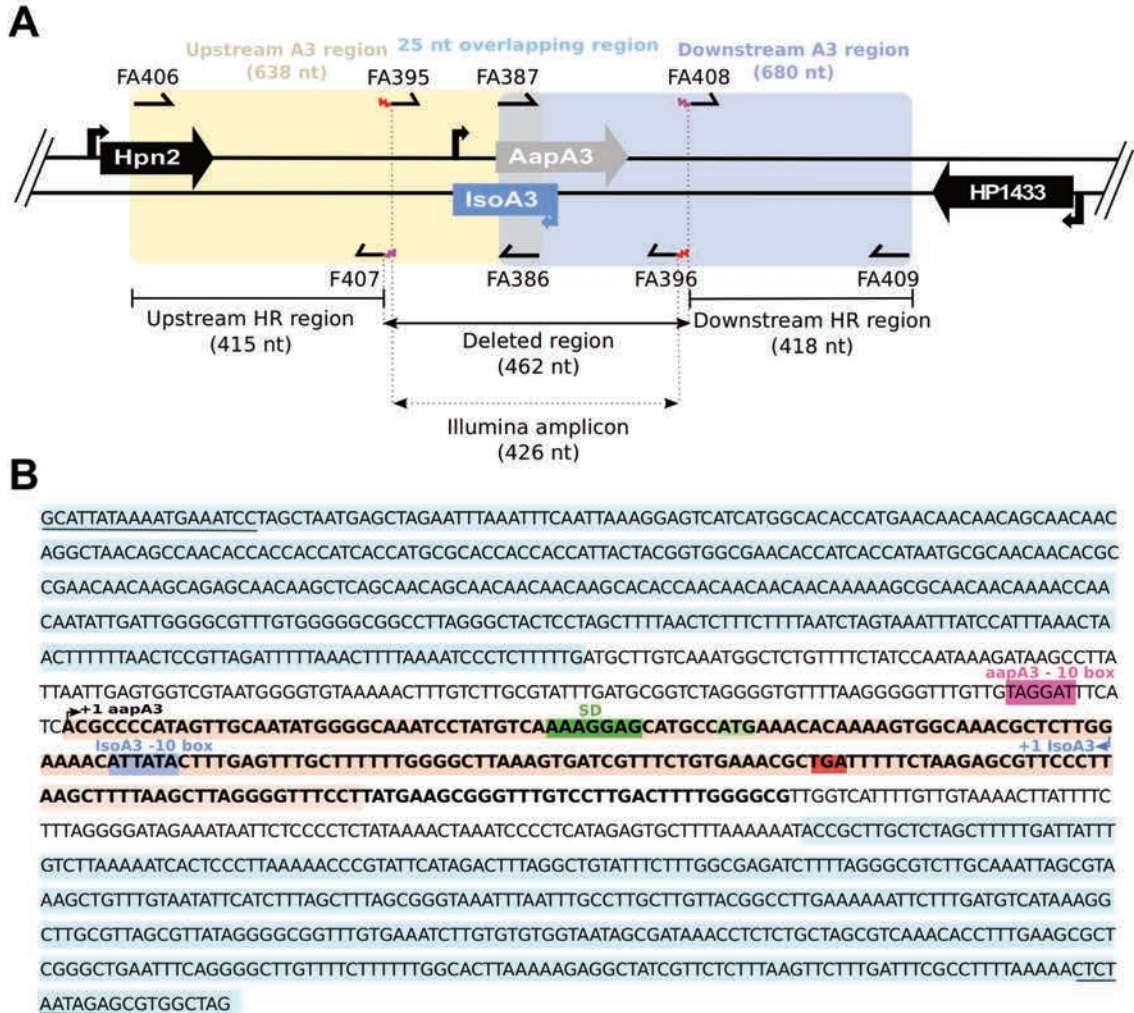 A
Upstream A3 region
(638 nt)
25 nt overlapping region
Downstream A3 region
(680 nt)
FA406
FA395
FA387
FA408
Hpn2
AapA3
IsoA3
HP1433
F407
FA386
FA396
FA409
Upstream HR region
(415 nt)
Deleted region
(462 nt)
Downstream HR region
(418 nt)
Illumina amplicon
(426 nt)
B
GCATTATAAAATGAAATCCTAGCTAATGAGCTAGAATTTAAATTTCAATTAAAGGAGTCATCATGGCACACCATGAACAACAACAGCAACAAC
AGGCTAACAGCCAACACCACCACCATCACCATGCGCACCACCACCATTACTACGGTGGCGAACACCATCACCATAATGCGCAACAACACGC
CGAACAACAAGCAGAGCAACAAGCTCAGCAACAGCAACAACAACAAGCACACCAACAACAACAACAAAAAGCGCAACAACAAAACCAA
CAATATTGATTGGGGCGTTTGTGGGGGCGGCCTTAGGGCTACTCCTAGCTTTTAACTCTTTCTTTTAATCTAGTAAATTTATCCATTTAAACTA
ACTTTTTTAACTCCGTTAGATTTTTAAACTTTTAAAATCCCTCTTTTTGATGCTTGTCAAATGGCTCTGTTTTCTATCCAATAAAGATAAGCCTTA
aapA3 - 10 box
TTAATTGAGTGGTCGTAATGGGGTGTAAAAACTTTGTCTTGCGTATTTGATGCGGTCTAGGGGTGTTTTAAGGGGGTTTGTTGTAGGATTTCA
+1 aapA3
SD
TCACGCCCCATAGTTGCAATATGGGGCAAATCCTATGTCAAAAGGAGCATGCCATGAAACACAAAAGTGGCAAACGCTCTTGG
IsoA3 -10 box
+1 IsoA3
AAAACATTATACTTTGAGTTTGCTTTTTTGGGGCTTAAAGTGATCGTTTCTGTGAAACGCTGATTTTTCTAAGAGCGTTCCCTT
AAGCTTTTAAGCTTAGGGGTTTCCTTATGAAGCGGGTTTGTCCTTGACTTTTGGGGCGTTGGTCATTTTGTTGTAAAACTTATTTTC
TTTAGGGGATAGAAATAATTCTCCCCTCTATAAAACTAAATCCCCTCATAGAGTGCTTTTAAAAAATACCGCTTGCTCTAGCTTTTTGATTATTT
GTCTTAAAAATCACTCCCTTAAAAACCCGTATTCATAGACTTTAGGCTGTATTTCTTTGGCGAGATCTTTTAGGGCGTCTTGCAAATTAGCGTA
AAGCTGTTTGTAATATTCATCTTTAGCTTTAGCGGGTAAATTTAATTTGCCTTGCTTGTTACGGCCTTGAAAAAATTCTTTGATGTCATAAAGG
CTTGCGTTAGCGTTATAGGGGCGGTTTGTGAAATCTTGTGTGTGGTAATAGCGATAAACCTCTCTGCTAGCGTCAAACACCTTTGAAGCGCT
CGGGCTGAATTTCAGGGGCTTGTTTTCTTTTTTGGCACTTAAAAAGAGGCTATCGTTCTCTTTAAGTTCTTTGATTTCGCCTTTTAAAAACTCT
AATAGAGCGTGGCTAG